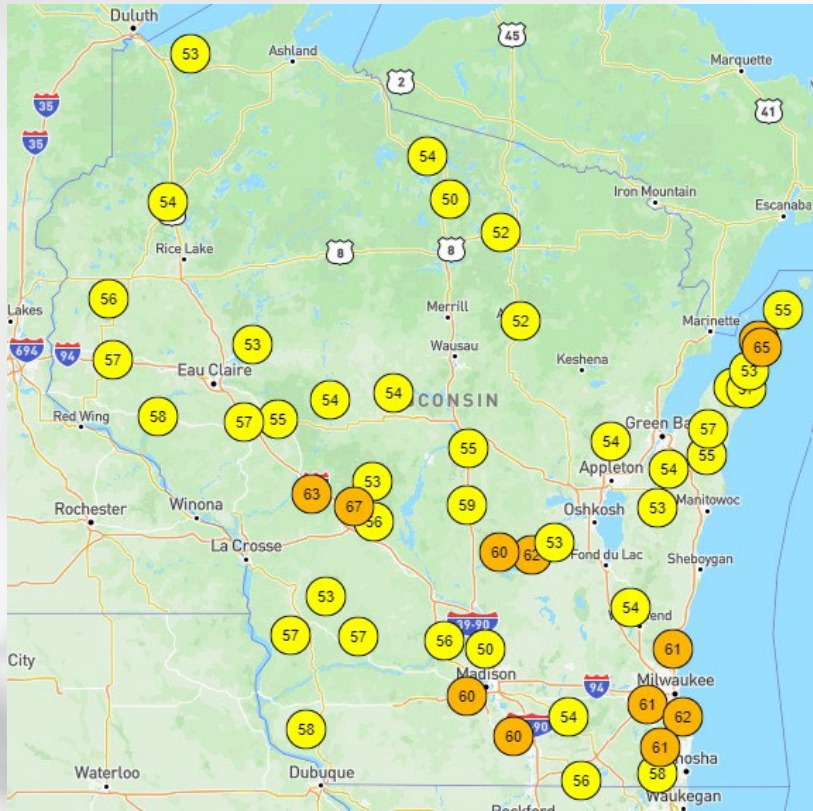 Duluth
53
Ashland
45
Marquette
2
35
41
35
54
54
50
Iron Mountain
Escanaba
52
Rice Lake
8
8
56
Merrill
55
Lakes
52
Marinette
694
94
57
53
Wausau
65
Eau Claire
Keshena
53
54
54
CONSIN
Red Wing
58
57
55
57
Green Ba
54
55
55
54
53
Appleton
63
67
56
59
53
Manitowoc
Rochester
Winona
Oshkosh
La Crosse
60
62
53
Fond du Lac
Sheboygan
53
54
end
39-90
57
57
56
50
61
City
Madison
94
Milwaukee
60
61
62
54
-90
60
58
61
58
nosha
56
Waterloo
Dubuque
Waukegan
Rockford